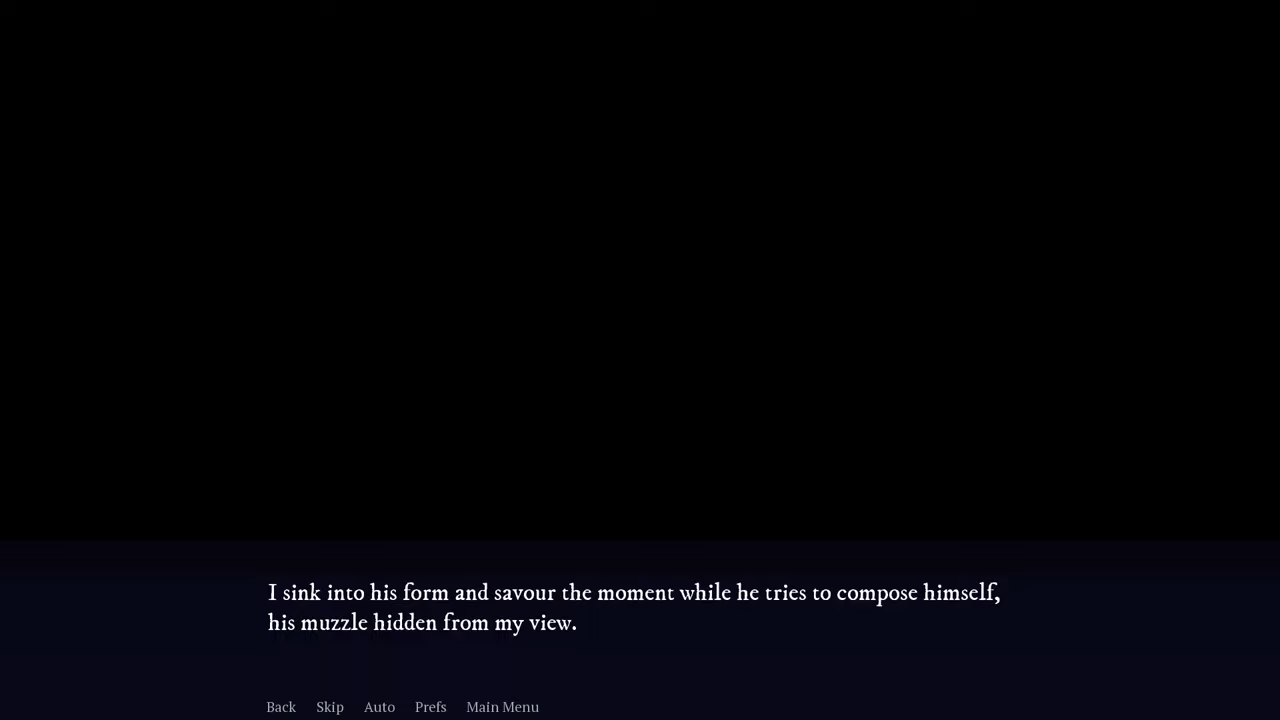 I sink into his form and savour the moment while he tries to compose himself,
his muzzle hidden from my view.
Back Skip Auto Prefs Main Menu